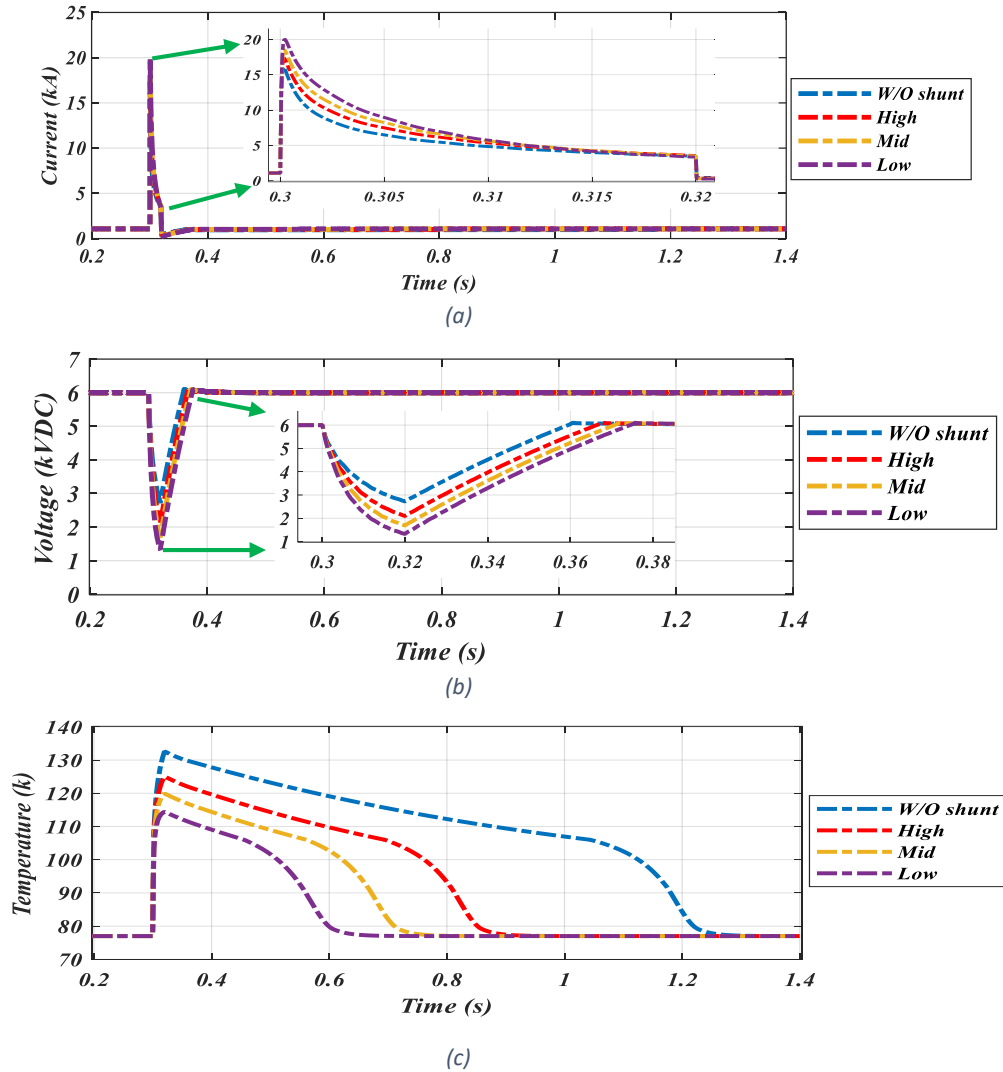 25
20
15
10
5
0
Current (kA)
20
15
10
5
0
0.3 0.305 0.31 0.315 0.32
W/O shunt
High
Mid
Low
0.2 0.4 0.6 0.8 1 1.2 1.4
Time (s)
(a)
7
6
5
4
3
2
1
0
Voltage (kVDC)
6
5
4
3
2
1
0.3 0.32 0.34 0.36 0.38
W/O shunt
High
Mid
Low
0.2 0.4 0.6 0.8 1 1.2 1.4
Time (s)
(b)
140
130
120
110
100
90
80
70
Temperature (k)
W/O shunt
High
Mid
Low
0.2 0.4 0.6 0.8 1 1.2 1.4
Time (s)
(c)